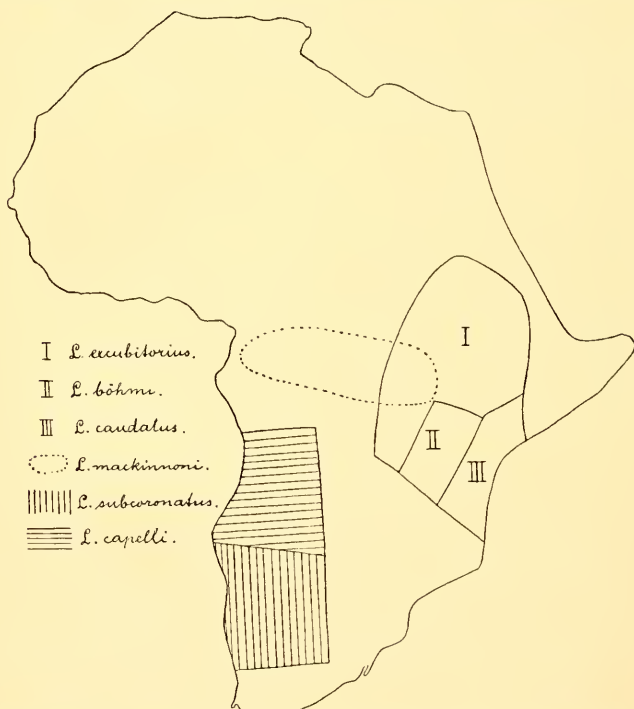 I
I L. excubitorius.
II L. böhmi.
III L. caudatus.
II
III
L. mackinnoni.
L. subcoronatus.
L. capelli.